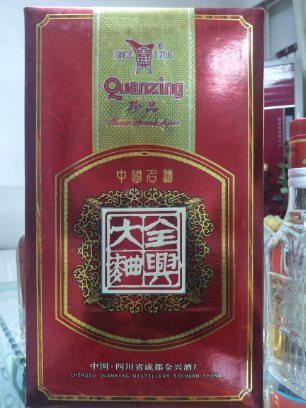 SINCE 1786
®
Quanxing
珍品
中國名酒
全興
大麯
中国·四川省成都全兴酒厂
CHENGDU QUANXING DISTILLERY SICHUAN CHINA